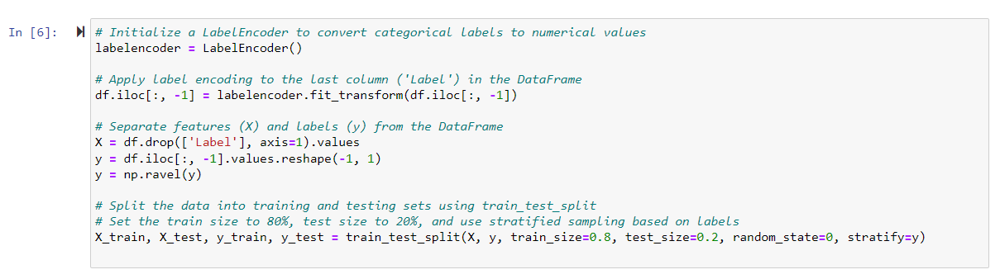 In [6]:
# Initialize a LabelEncoder to convert categorical labels to numerical values
labelencoder = LabelEncoder()
# Apply label encoding to the last column ('Label') in the DataFrame
df.iloc[:, -1] = labelencoder.fit_transform(df.iloc[:, -1])
# Separate features (X) and labels (y) from the DataFrame
X = df.drop(['Label'], axis=1).values
y = df.iloc[:, -1].values.reshape(-1, 1)
y = np.ravel(y)
# Split the data into training and testing sets using train_test_split
# Set the train size to 80%, test size to 20%, and use stratified sampling based on labels
X_train, X_test, y_train, y_test = train_test_split(X, y, train_size=0.8, test_size=0.2, random_state=0, stratify=y)